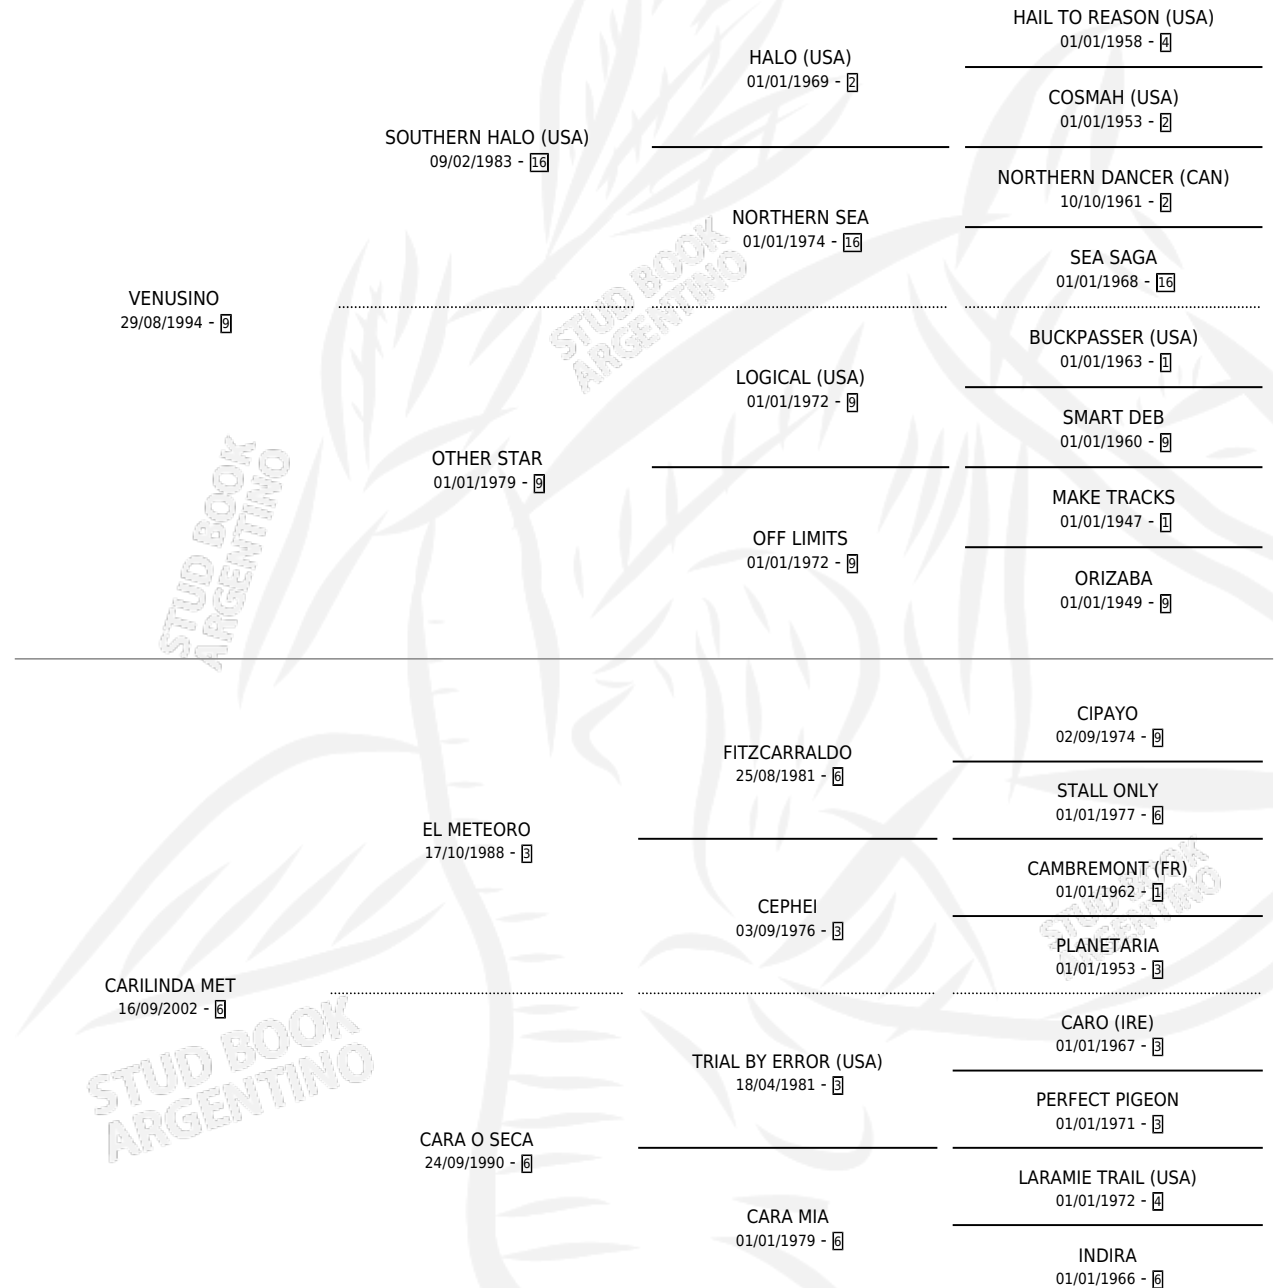 HAIL TO REASON (USA)
01/01/1958 - 4
HALO (USA)
01/01/1969 - 2
COSMAH (USA)
01/01/1953 - 2
SOUTHERN HALO (USA)
09/02/1983 - 16
NORTHERN DANCER (CAN)
10/10/1961 - 2
NORTHERN SEA
01/01/1974 - 16
SEA SAGA
01/01/1968 - 16
VENUSINO
29/08/1994 - 9
BUCKPASSER (USA)
01/01/1963 - 1
LOGICAL (USA)
01/01/1972 - 9
SMART DEB
01/01/1960 - 9
OTHER STAR
01/01/1979 - 9
MAKE TRACKS
01/01/1947 - 1
OFF LIMITS
01/01/1972 - 9
ORIZABA
01/01/1949 - 9
STUD BOOK
ARGENTINO
STUD BOOK
ARGENTINO
CIPAYO
02/09/1974 - 9
FITZCARRALDO
25/08/1981 - 6
STALL ONLY
01/01/1977 - 6
EL METEORO
17/10/1988 - 3
CAMBREMONT (FR)
01/01/1962 - 1
CEPHEI
03/09/1976 - 3
PLANETARIA
01/01/1953 - 3
CARILINDA MET
16/09/2002 - 6
CARO (IRE)
01/01/1967 - 3
TRIAL BY ERROR (USA)
18/04/1981 - 3
PERFECT PIGEON
01/01/1971 - 3
CARA O SECA
24/09/1990 - 6
LARAMIE TRAIL (USA)
01/01/1972 - 4
CARA MIA
01/01/1979 - 6
INDIRA
01/01/1966 - 6
STUD BOOK
ARGENTINO
STUD BOOK
ARGENTINO